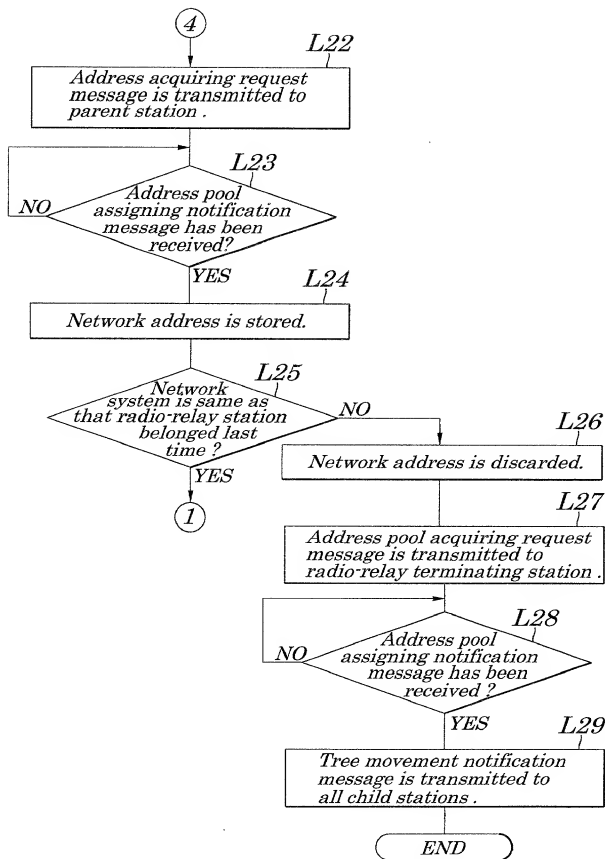 4
L22
Address acquiring request
message is transmitted to
parent station .
L23
Address pool
assigning notification
message has been
received?
NO
YES
L24
Network address is stored.
L25
Network
system is same as
that radio-relay station
belonged last
time ?
NO
YES
1
L26
Network address is discarded.
L27
Address pool acquiring request
message is transmitted to
radio-relay terminating station .
L28
Address pool
assigning notification
message has been
received ?
NO
YES
L29
Tree movement notification
message is transmitted to
all child stations .
END